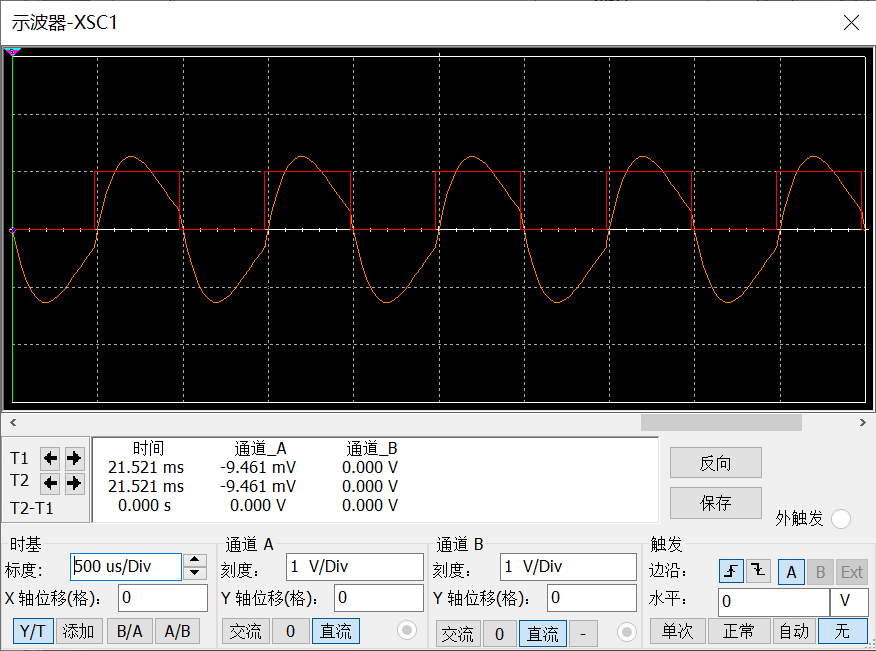 示波器-XSC1
时间 通道_A 通道_B
T1 21.521 ms -9.461 mV 0.000 V
T2 21.521 ms -9.461 mV 0.000 V
T2-T1 0.000 s 0.000 V 0.000 V
反向
保存
外触发
时基 通道 A 通道 B 触发
标度: 500 us/Div 刻度: 1 V/Div 刻度: 1 V/Div 边沿: A B Ext
X 轴位移(格): 0 Y 轴位移(格): 0 Y 轴位移(格): 0 水平: 0 V
Y/T 添加 B/A A/B 交流 0 直流 交流 0 直流 - 单次 正常 自动 无